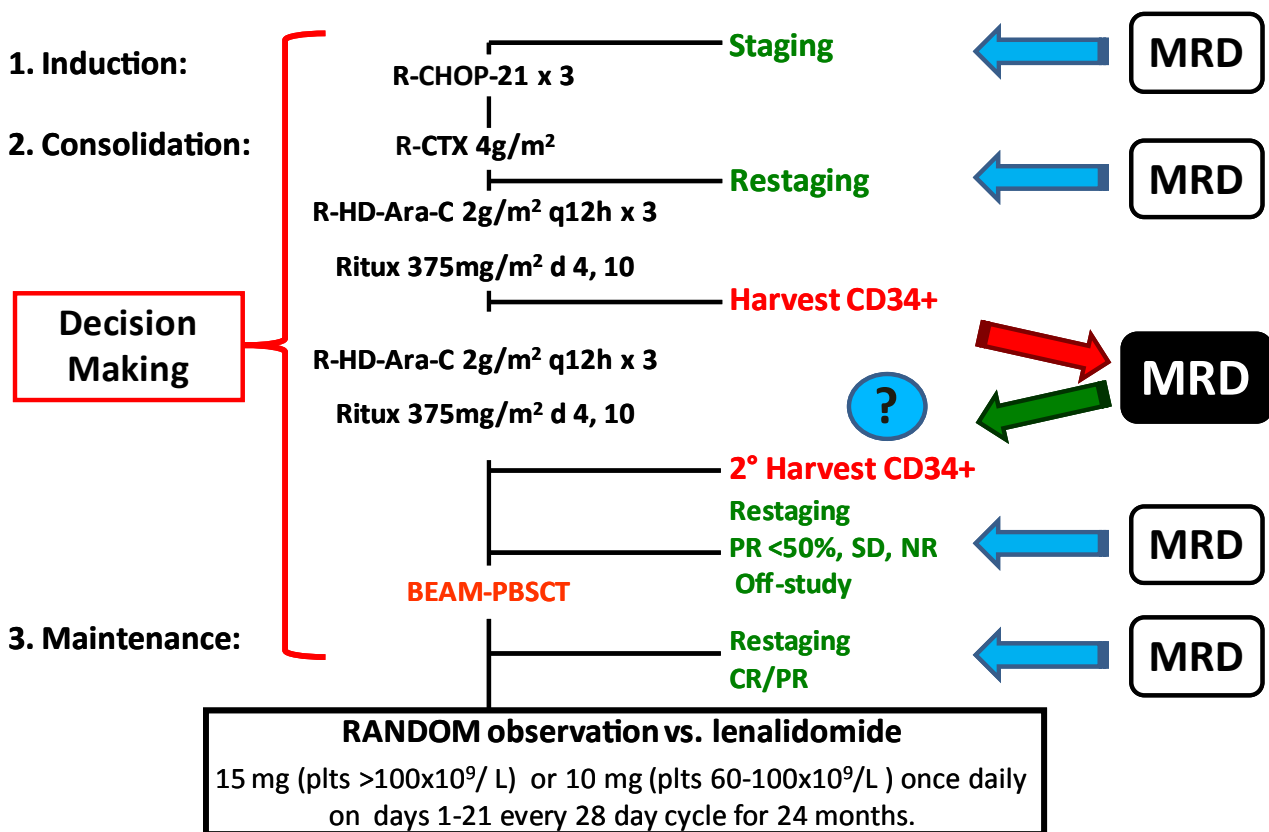 Staging
MRD
1. Induction:
R-CHOP-21 x 3
2. Consolidation:
R-CTX 4g/m²
Restaging
MRD
R-HD-Ara-C 2g/m² q12h x 3
Ritux 375mg/m² d 4, 10
Harvest CD34+
Decision
Making
R-HD-Ara-C 2g/m² q12h x 3
MRD
Ritux 375mg/m² d 4, 10
?
2° Harvest CD34+
Restaging
PR <50%, SD, NR
Off-study
MRD
BEAM-PBSCT
3. Maintenance:
Restaging
CR/PR
MRD
RANDOM observation vs. lenalidomide
15 mg (plts >100x10⁹/ L) or 10 mg (plts 60-100x10⁹/L ) once daily
on days 1-21 every 28 day cycle for 24 months.